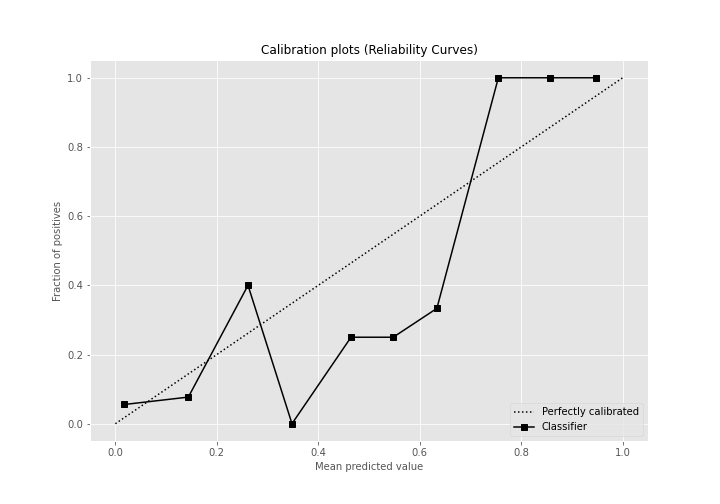 Calibration plots (Reliability Curves)
Fraction of positives
1.0
0.8
0.6
0.4
0.2
0.0
0.0 0.2 0.4 0.6 0.8 1.0
Mean predicted value
Perfectly calibrated
Classifier